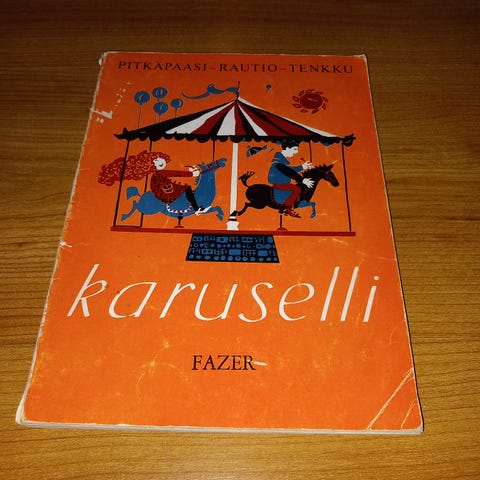 PITKÄPAASI – RAUTIO – TENKKU
karuselli
FAZER